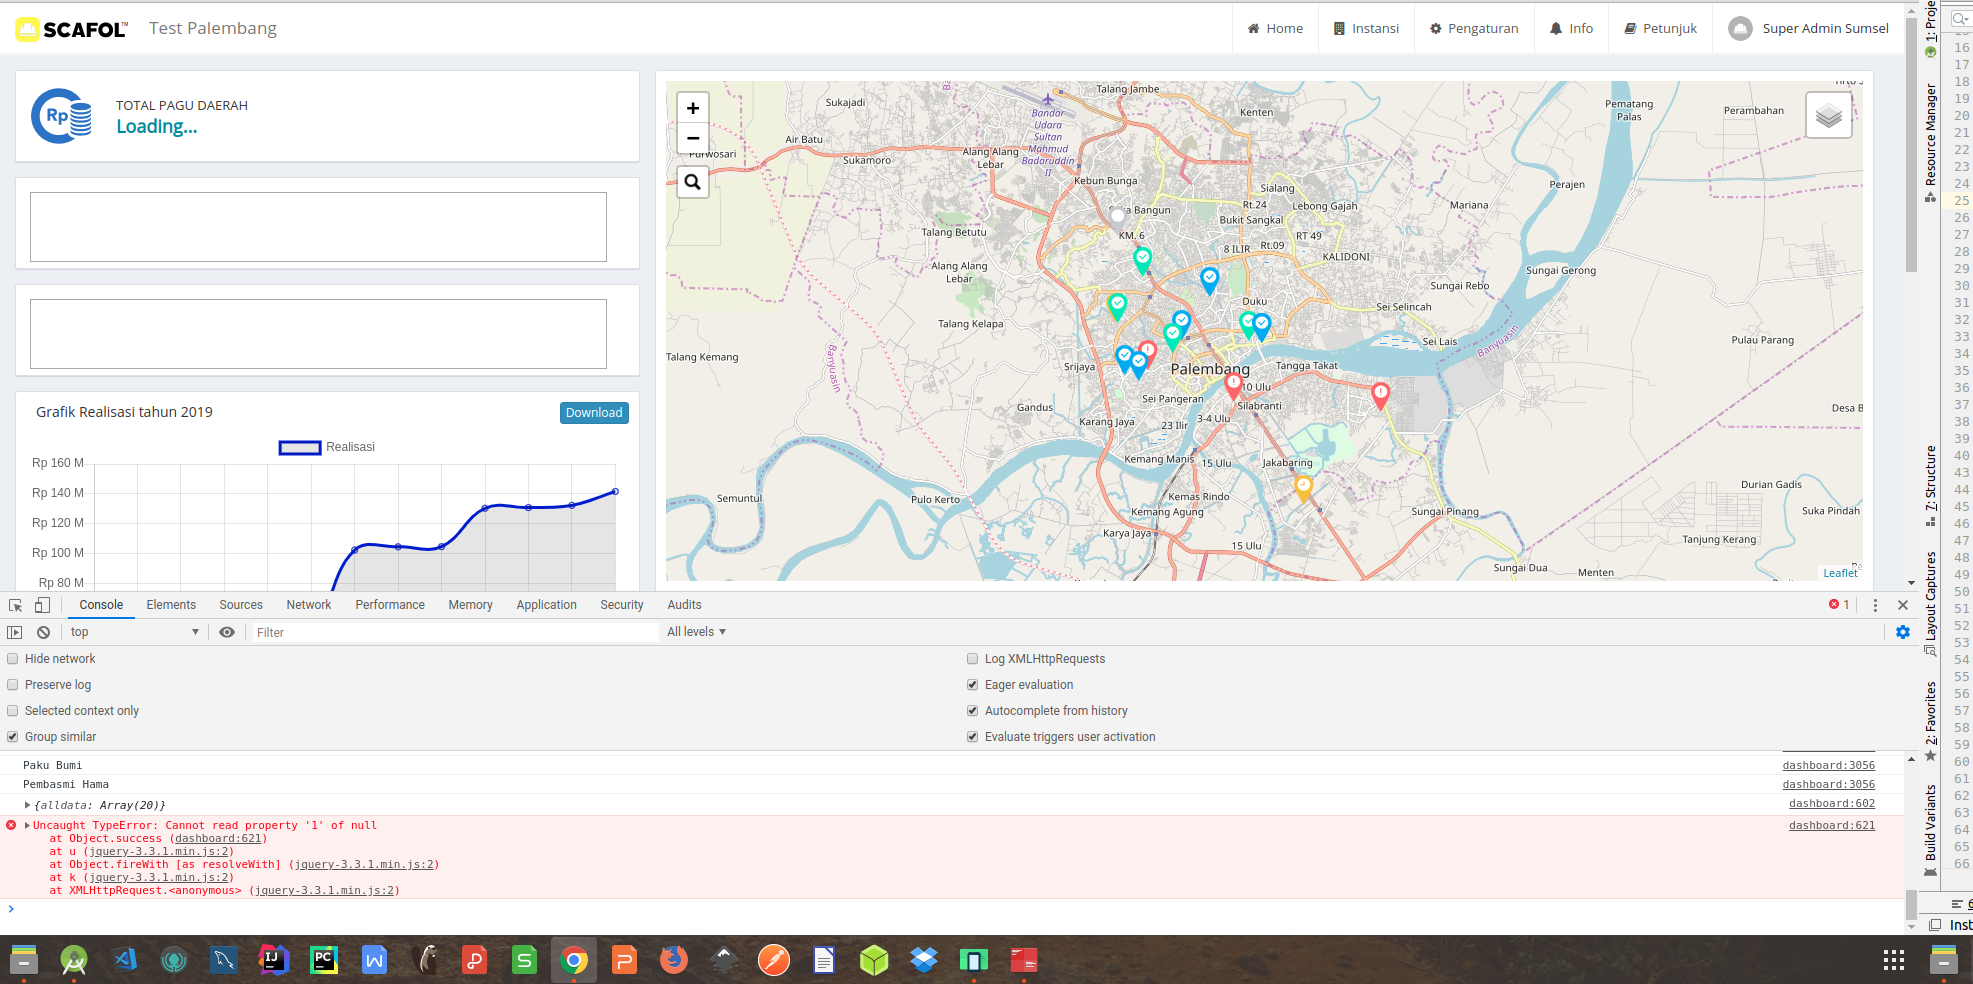 SCAFOL™
Test Palembang
Home
Instansi
Pengaturan
Info
Petunjuk
Super Admin Sumsel
Rp
TOTAL PAGU DAERAH
Loading...
Grafik Realisasi tahun 2019
Download
Realisasi
Rp 160 M
Rp 140 M
Rp 120 M
Rp 100 M
Rp 80 M
+
−
Sukajadi
Talang Jambe
Bandar
Udara
Sultan
Mahmud
Badaruddin
II
Kenten
Pematang
Palas
Perambahan
Air Batu
Purwosari
Sukamoro
Alang Alang
Lebar
Kebun Bunga
Sialang
Perajen
Rt.24
Lebong Gajah
Mariana
Bangun
Bukit Sangkal
Talang Betutu
KM. 6
RT 49
8 ILIR
Rt.09
KALIDONI
Alang Alang
Lebar
Sungai Gerong
Sungai Rebo
Duku
Sei Selincah
Talang Kelapa
Sei Lais
Banyuasin
Pulau Parang
Talang Kemang
Banyuasin
Srijaya
Palembang
Tangga Takat
10 Ulu
Sei Pangeran
Silabranti
Gandus
3-4 Ulu
Desa B
Karang Jaya
23 Ilir
Kemang Manis
15 Ulu
Jakabaring
Semuntul
Pulo Kerto
Kemas Rindo
Durian Gadis
Kemang Agung
Sungai Pinang
Suka Pindah
Karya Jaya
15 Ulu
Tanjung Kerang
Sungai Dua
Menten
Leaflet
Console
Elements
Sources
Network
Performance
Memory
Application
Security
Audits
1
top
Filter
All levels
Hide network
Log XMLHttpRequests
Preserve log
Eager evaluation
Selected context only
Autocomplete from history
Group similar
Evaluate triggers user activation
Paku Bumi
dashboard:3056
Pembasmi Hama
dashboard:3056
{alldata: Array(20)}
dashboard:602
Uncaught TypeError: Cannot read property '1' of null
dashboard:621
at Object.success (dashboard:621)
at u (jquery-3.3.1.min.js:2)
at Object.fireWith [as resolveWith] (jquery-3.3.1.min.js:2)
at k (jquery-3.3.1.min.js:2)
at XMLHttpRequest.<anonymous> (jquery-3.3.1.min.js:2)
1: Proje
Resource Manager
7: Structure
Layout Captures
2: Favorites
Build Variants
16
17
18
19
20
21
22
23
24
25
26
27
28
29
30
31
32
33
34
35
36
37
38
39
40
43
44
45
46
47
48
49
50
51
52
53
54
55
56
57
58
59
60
61
62
63
64
65
66
6
Inst
IJ
PC
W
S
P